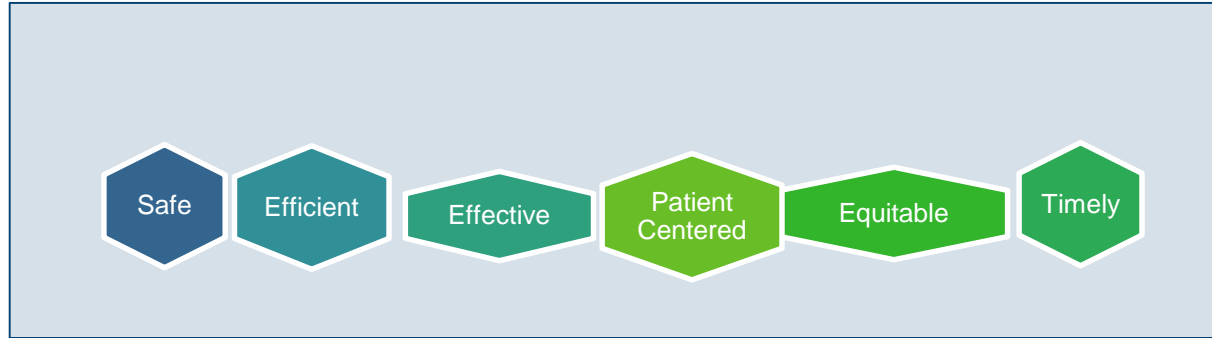 Safe
Efficient
Effective
Patient
Centered
Equitable
Timely